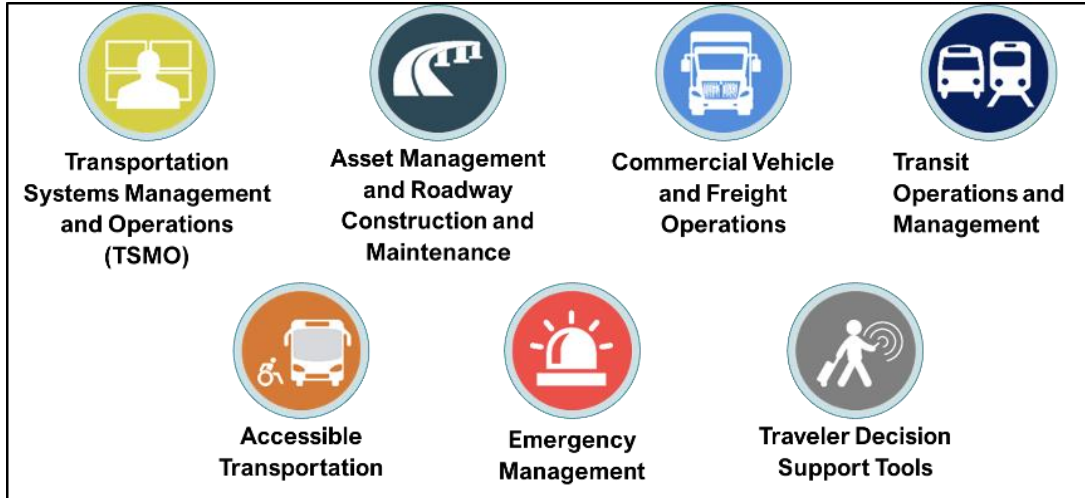 Transportation
Systems Management
and Operations
(TSMO)
Asset Management
and Roadway
Construction and
Maintenance
Commercial Vehicle
and Freight
Operations
Transit
Operations and
Management
Accessible
Transportation
Emergency
Management
Traveler Decision
Support Tools